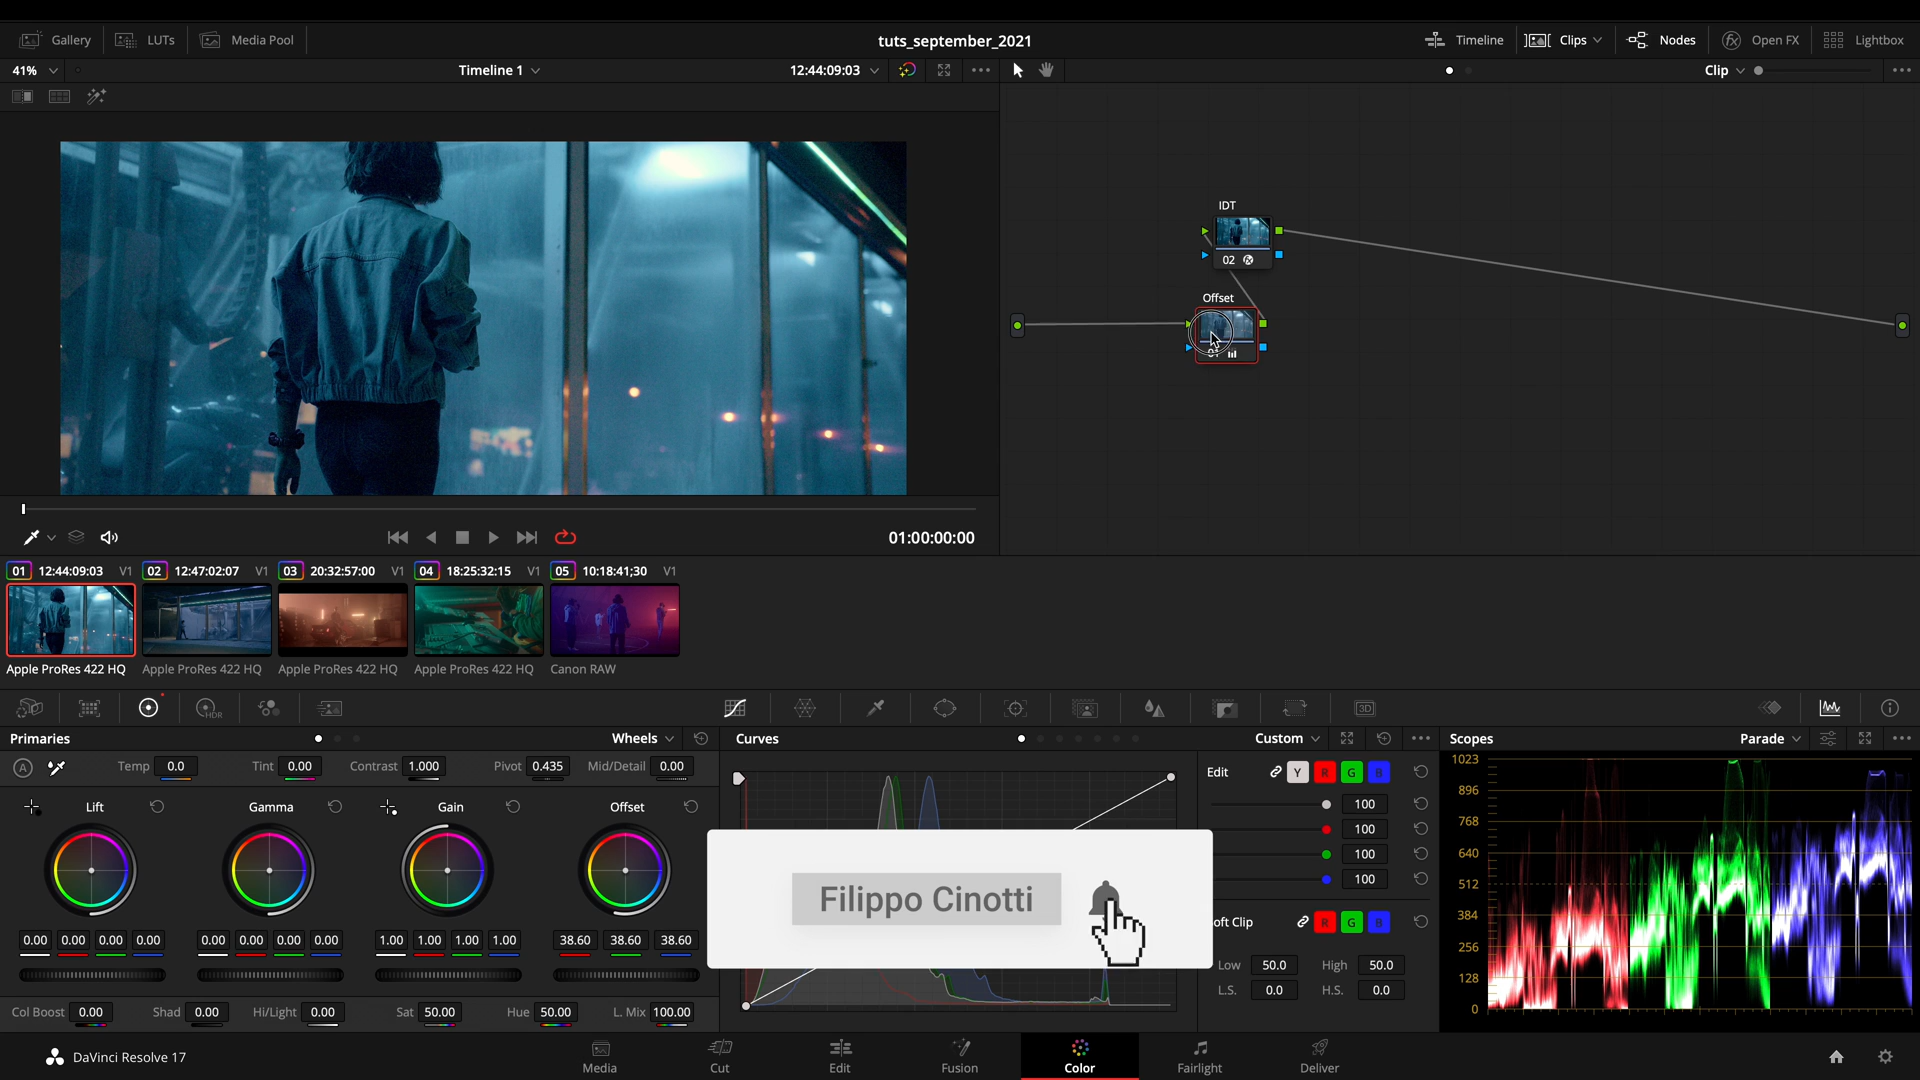 Gallery LUTs Media Pool tuts_september_2021 Timeline Clips Nodes Open FX Lightbox
41% Timeline 1 12:44:09:03 Clip
IDT
02
Offset
01
01:00:00:00
01 12:44:09:03 V1 02 12:47:02:07 V1 03 20:32:57:00 V1 04 18:25:32:15 V1 05 10:18:41;30 V1
Apple ProRes 422 HQ Apple ProRes 422 HQ Apple ProRes 422 HQ Apple ProRes 422 HQ Canon RAW
HDR 3D
Primaries Wheels Curves Custom Scopes Parade
A Temp 0.0 Tint 0.00 Contrast 1.000 Pivot 0.435 Mid/Detail 0.00
Lift Gamma Gain Offset
0.00 0.00 0.00 0.00 0.00 0.00 0.00 0.00 1.00 1.00 1.00 1.00 38.60 38.60 38.60
Col Boost 0.00 Shad 0.00 Hi/Light 0.00 Sat 50.00 Hue 50.00 L. Mix 100.00
Filippo Cinotti
Edit Y R G B
100
100
100
100
oft Clip R G B
Low 50.0 High 50.0
L.S. 0.0 H.S. 0.0
1023
896
768
640
512
384
256
128
0
DaVinci Resolve 17 Media Cut Edit Fusion Color Fairlight Deliver